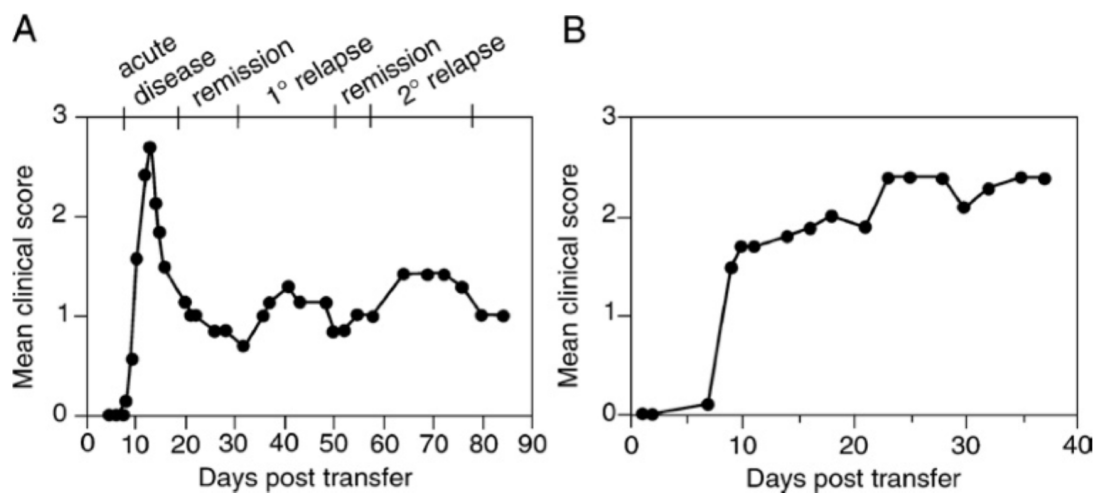 A
acute
disease
remission
1° relapse
remission
2° relapse
3
2
1
0
Mean clinical score
0 10 20 30 40 50 60 70 80 90
Days post transfer
B
3
2
1
0
Mean clinical score
0 10 20 30 40
Days post transfer